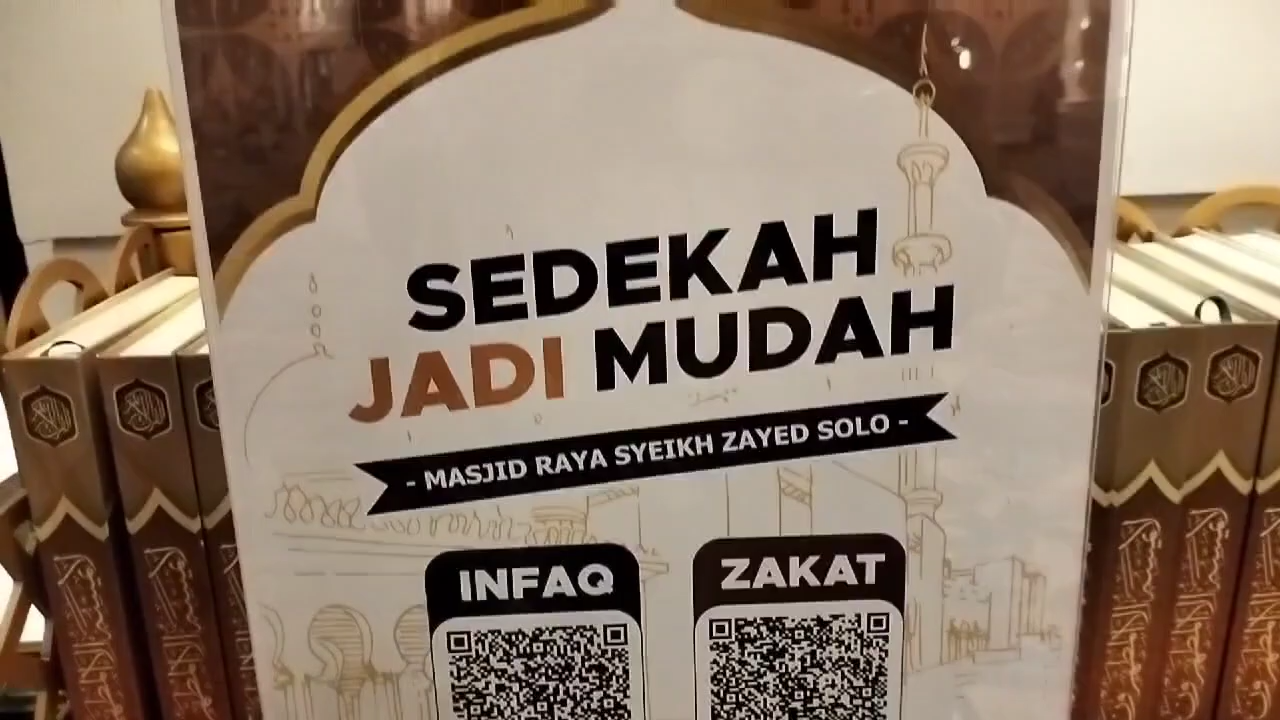 SEDEKAH
JADI MUDAH
- MASJID RAYA SYEIKH ZAYED SOLO -
INFAQ
ZAKAT